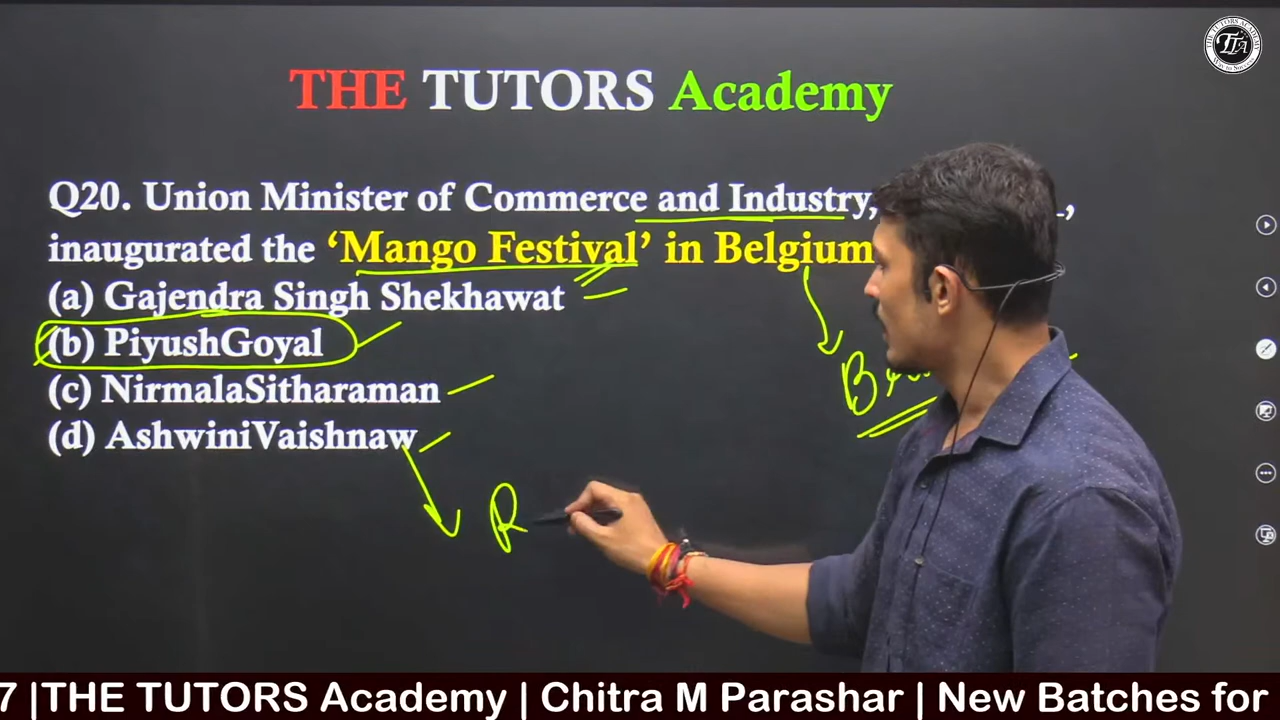 THE TUTORS Academy
Q20. Union Minister of Commerce and Industry,
inaugurated the ‘Mango Festival’ in Belgium
(a) Gajendra Singh Shekhawat
(b) PiyushGoyal
(c) NirmalaSitharaman
(d) AshwiniVaishnaw
R
7 |THE TUTORS Academy | Chitra M Parashar | New Batches for